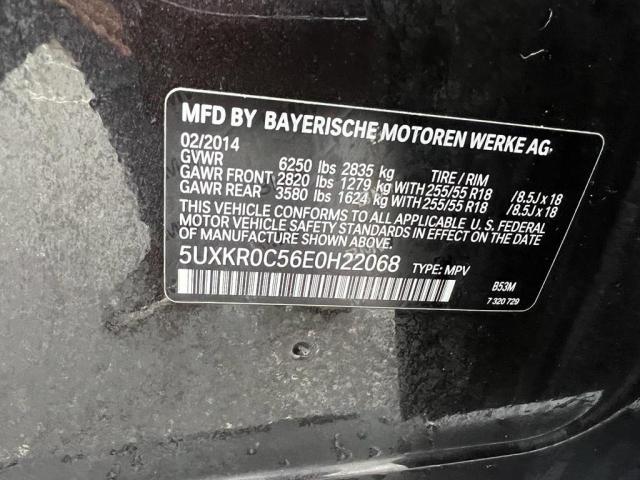 MFD BY BAYERISCHE MOTOREN WERKE AG
02/2014
GVWR 6250 lbs 2835 kg TIRE / RIM
GAWR FRONT 2820 lbs 1279 kg WITH 255/55 R18 /8.5J x 18
GAWR REAR 3580 lbs 1624 kg WITH 255/55 R18 /8.5J x 18
THIS VEHICLE CONFORMS TO ALL APPLICABLE U. S. FEDERAL
MOTOR VEHICLE SAFETY STANDARDS IN EFFECT ON THE DATE
OF MANUFACTURE SHOWN ABOVE.
5UXKR0C56E0H22068 TYPE: MPV
B53M
7 320 729